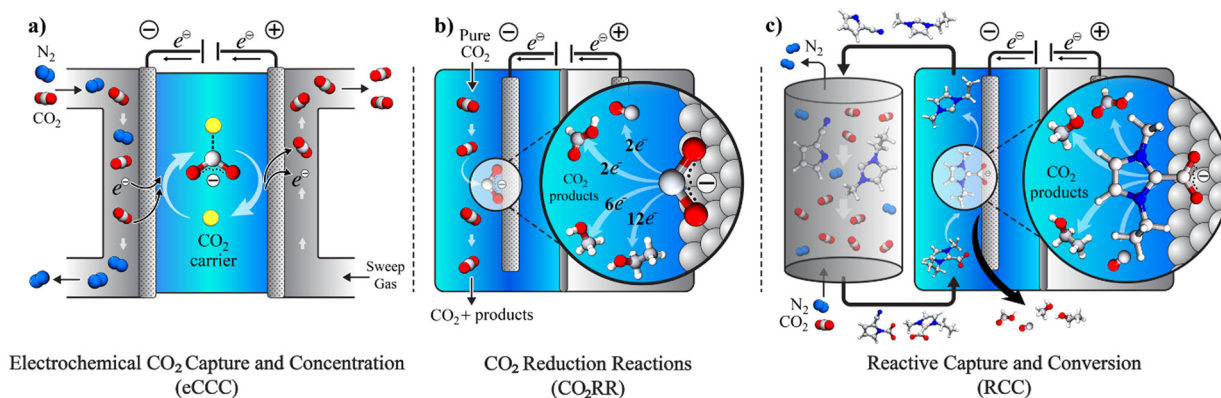 a)
⊖
e⊖
e⊖
⊕
N2
CO2
e⊖
e⊖
⊖
CO2
carrier
Sweep
Gas
Electrochemical CO2 Capture and Concentration
(eCCC)
b)
Pure
CO2
⊖
e⊖
e⊖
⊕
2e-
2e-
6e-
12e-
CO2
products
⊖
⊖
CO2 + products
CO2 Reduction Reactions
(CO2RR)
c)
N2
⊖
e⊖
e⊖
⊕
CO2
products
⊖
⊖
N2
CO2
Reactive Capture and Conversion
(RCC)